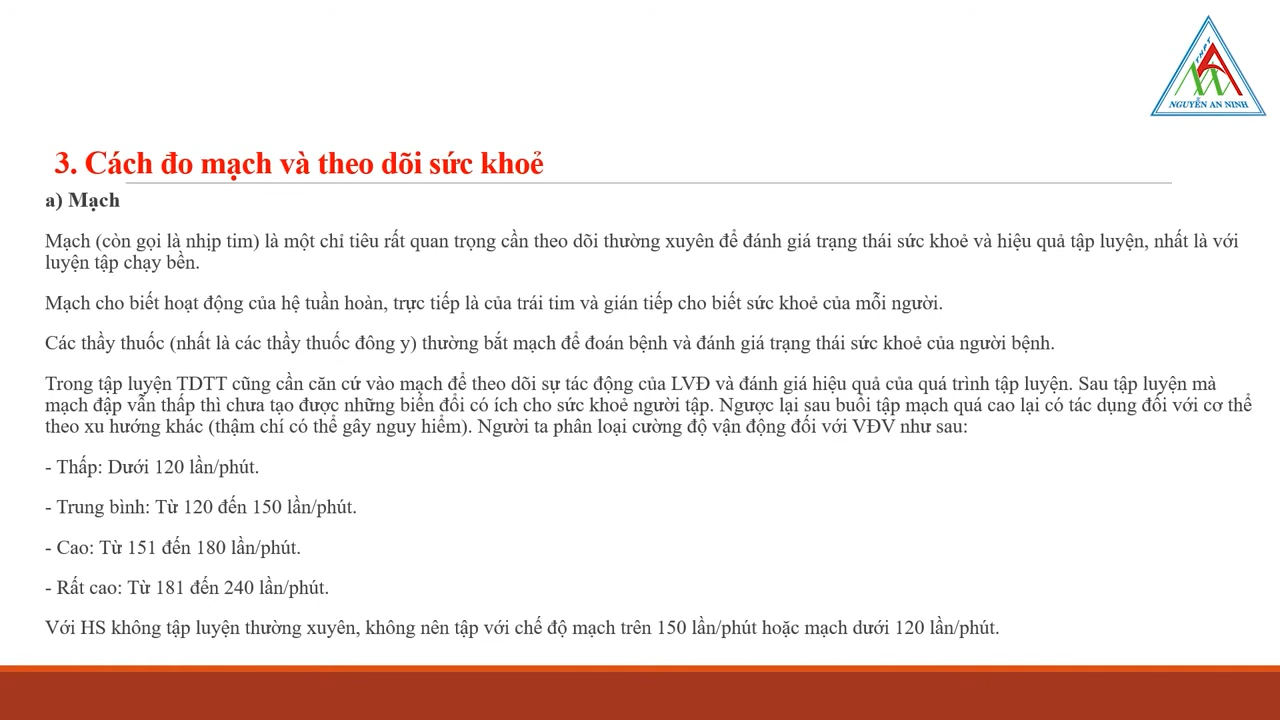 THPT
NGUYỄN AN NINH
3. Cách đo mạch và theo dõi sức khoẻ
a) Mạch
Mạch (còn gọi là nhịp tim) là một chỉ tiêu rất quan trọng cần theo dõi thường xuyên để đánh giá trạng thái sức khoẻ và hiệu quả tập luyện, nhất là với
luyện tập chạy bền.
Mạch cho biết hoạt động của hệ tuần hoàn, trực tiếp là của trái tim và gián tiếp cho biết sức khoẻ của mỗi người.
Các thầy thuốc (nhất là các thầy thuốc đông y) thường bắt mạch để đoán bệnh và đánh giá trạng thái sức khoẻ của người bệnh.
Trong tập luyện TDTT cũng cần căn cứ vào mạch để theo dõi sự tác động của LVĐ và đánh giá hiệu quả của quá trình tập luyện. Sau tập luyện mà
mạch đập vẫn thấp thì chưa tạo được những biến đổi có ích cho sức khoẻ người tập. Ngược lại sau buổi tập mạch quá cao lại có tác dụng đối với cơ thể
theo xu hướng khác (thậm chí có thể gây nguy hiểm). Người ta phân loại cường độ vận động đối với VĐV như sau:
- Thấp: Dưới 120 lần/phút.
- Trung bình: Từ 120 đến 150 lần/phút.
- Cao: Từ 151 đến 180 lần/phút.
- Rất cao: Từ 181 đến 240 lần/phút.
Với HS không tập luyện thường xuyên, không nên tập với chế độ mạch trên 150 lần/phút hoặc mạch dưới 120 lần/phút.